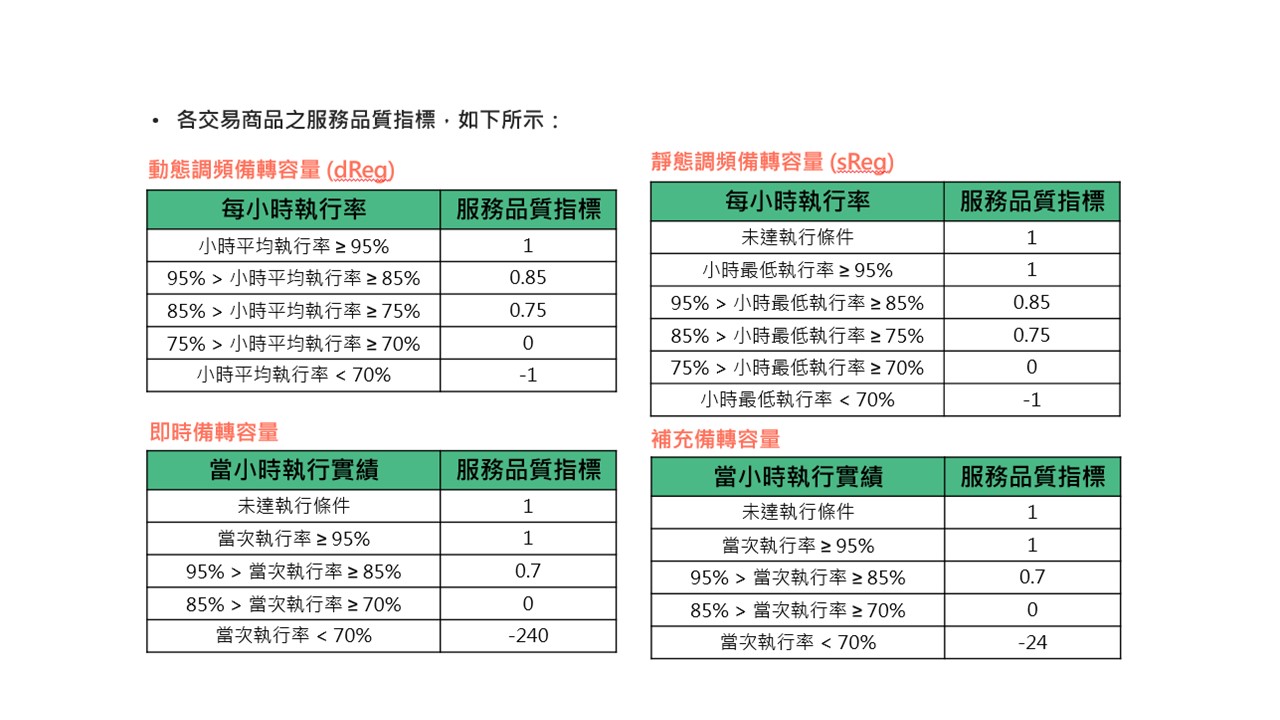 • 各交易商品之服務品質指標，如下所示：
動態調頻備轉容量 (dReg)
每小時執行率 服務品質指標
小時平均執行率 ≥ 95% 1
95% > 小時平均執行率 ≥ 85% 0.85
85% > 小時平均執行率 ≥ 75% 0.75
75% > 小時平均執行率 ≥ 70% 0
小時平均執行率 < 70% -1
靜態調頻備轉容量 (sReg)
每小時執行率 服務品質指標
未達執行條件 1
小時最低執行率 ≥ 95% 1
95% > 小時最低執行率 ≥ 85% 0.85
85% > 小時最低執行率 ≥ 75% 0.75
75% > 小時最低執行率 ≥ 70% 0
小時最低執行率 < 70% -1
即時備轉容量
當小時執行實績 服務品質指標
未達執行條件 1
當次執行率 ≥ 95% 1
95% > 當次執行率 ≥ 85% 0.7
85% > 當次執行率 ≥ 70% 0
當次執行率 < 70% -240
補充備轉容量
當小時執行實績 服務品質指標
未達執行條件 1
當次執行率 ≥ 95% 1
95% > 當次執行率 ≥ 85% 0.7
85% > 當次執行率 ≥ 70% 0
當次執行率 < 70% -24